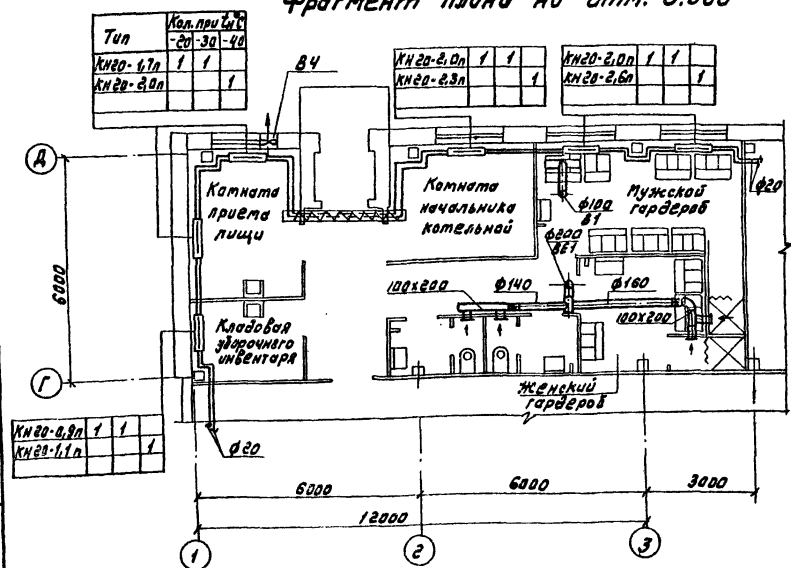 Фрагмент плана на отм. 0.000
Тип Кол. при tн°С
-20 -30 -40
КН20-1,7п 1 1
КН20-2,0п 1
В4
КН20-2,0п 1 1
КН20-2,3п 1
КН20-2,0п 1 1
КН20-2,6п 1
Д
Комната
приема
пищи
Комната
начальника
котельной
Мужской
гардероб
ф20
ф100
В1
ф200
ВЕ1
6000
100х200
ф140
ф160
100х200
Кладовая
уборочного
инвентаря
Г
Женский
гардероб
КН20-0,9п 1 1
КН20-1,1п 1
ф20
6000
6000
3000
12000
1
2
3